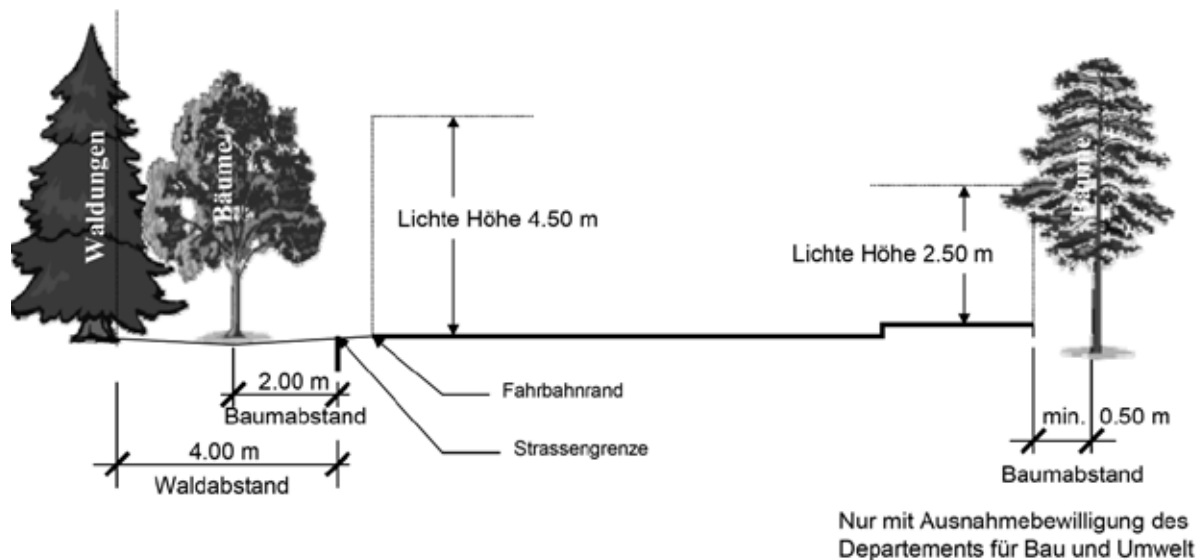 Waldungen
Bäume
Bäume
Lichte Höhe 4.50 m
Lichte Höhe 2.50 m
2.00 m
Baumabstand
4.00 m
Waldabstand
Fahrbahnrand
Strassengrenze
min. 0.50 m
Baumabstand
Nur mit Ausnahmebewilligung des
Departements für Bau und Umwelt